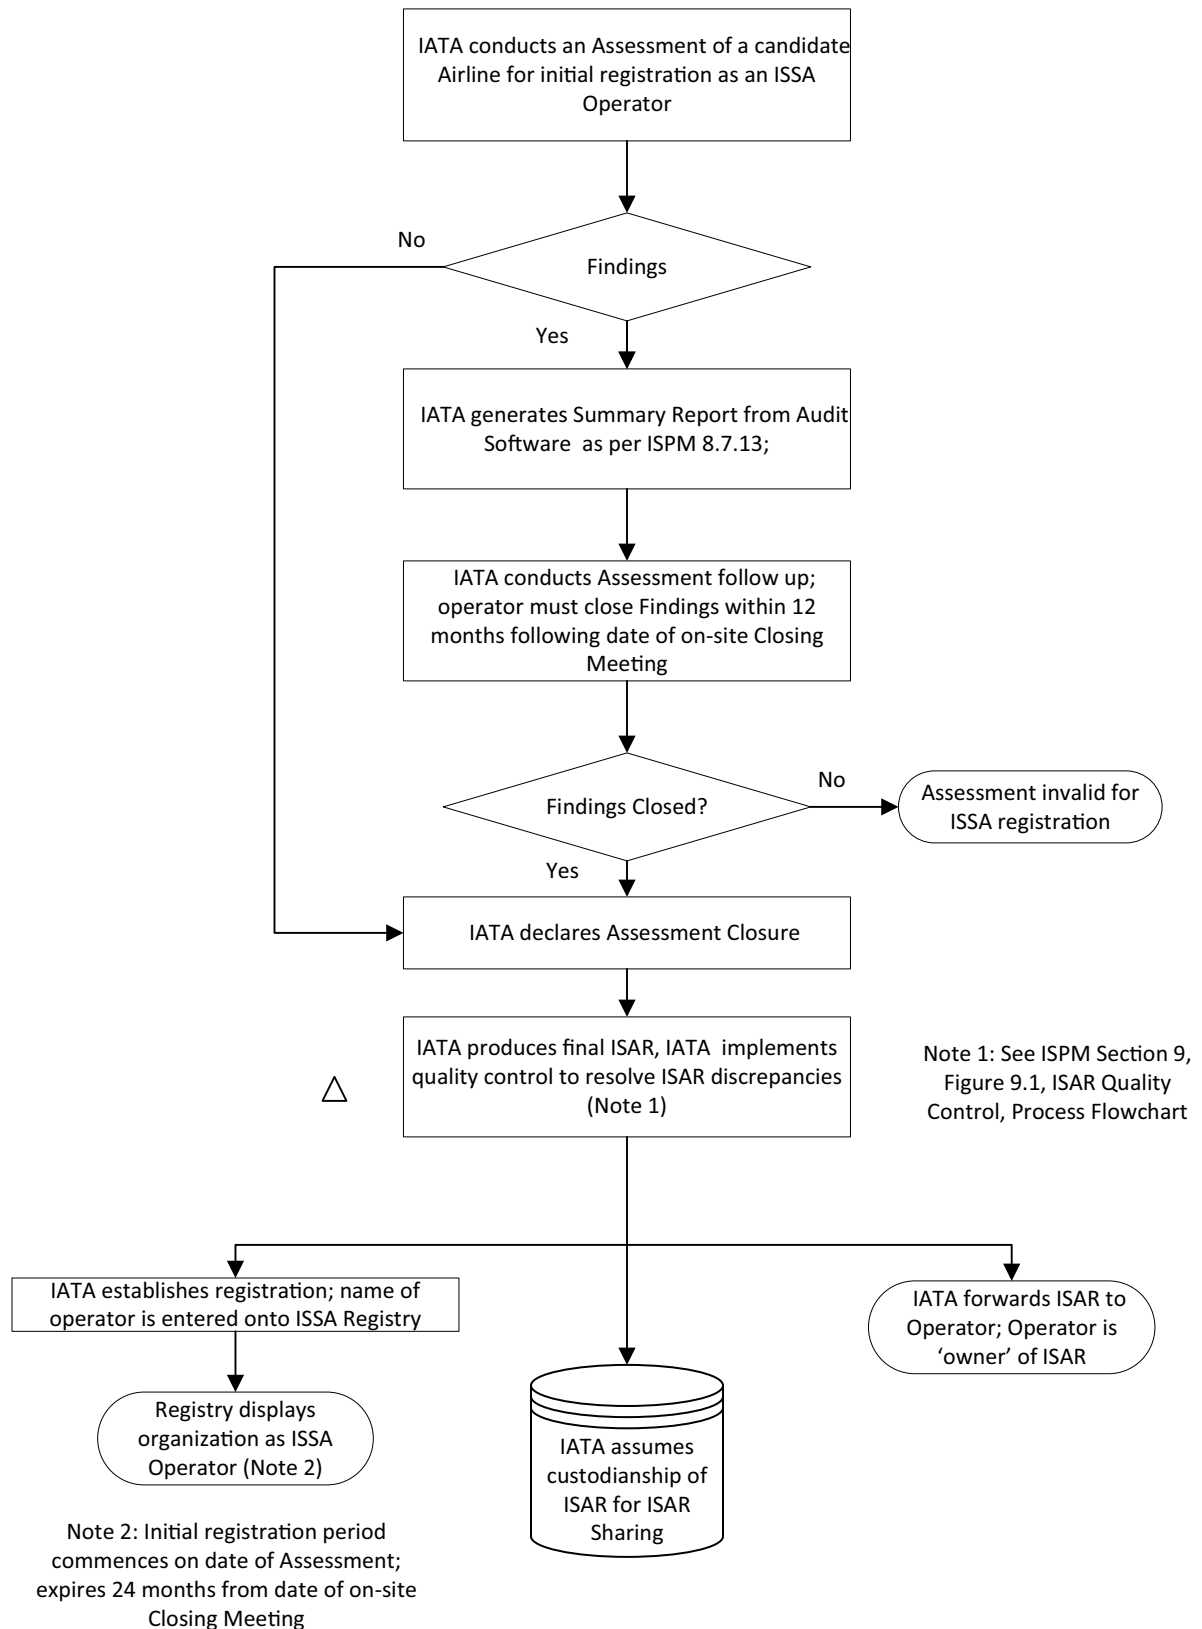 IATA conducts an Assessment of a candidate
Airline for initial registration as an ISSA
Operator
No
Findings
Yes
IATA generates Summary Report from Audit
Software as per ISPM 8.7.13;
IATA conducts Assessment follow up;
operator must close Findings within 12
months following date of on-site Closing
Meeting
No
Findings Closed?
Assessment invalid for
ISSA registration
Yes
IATA declares Assessment Closure
IATA produces final ISAR, IATA implements
quality control to resolve ISAR discrepancies
(Note 1)
Note 1: See ISPM Section 9,
Figure 9.1, ISAR Quality
Control, Process Flowchart
IATA establishes registration; name of
operator is entered onto ISSA Registry
IATA forwards ISAR to
Operator; Operator is
‘owner’ of ISAR
Registry displays
organization as ISSA
Operator (Note 2)
IATA assumes
custodianship of
ISAR for ISAR
Sharing
Note 2: Initial registration period
commences on date of Assessment;
expires 24 months from date of on-site
Closing Meeting